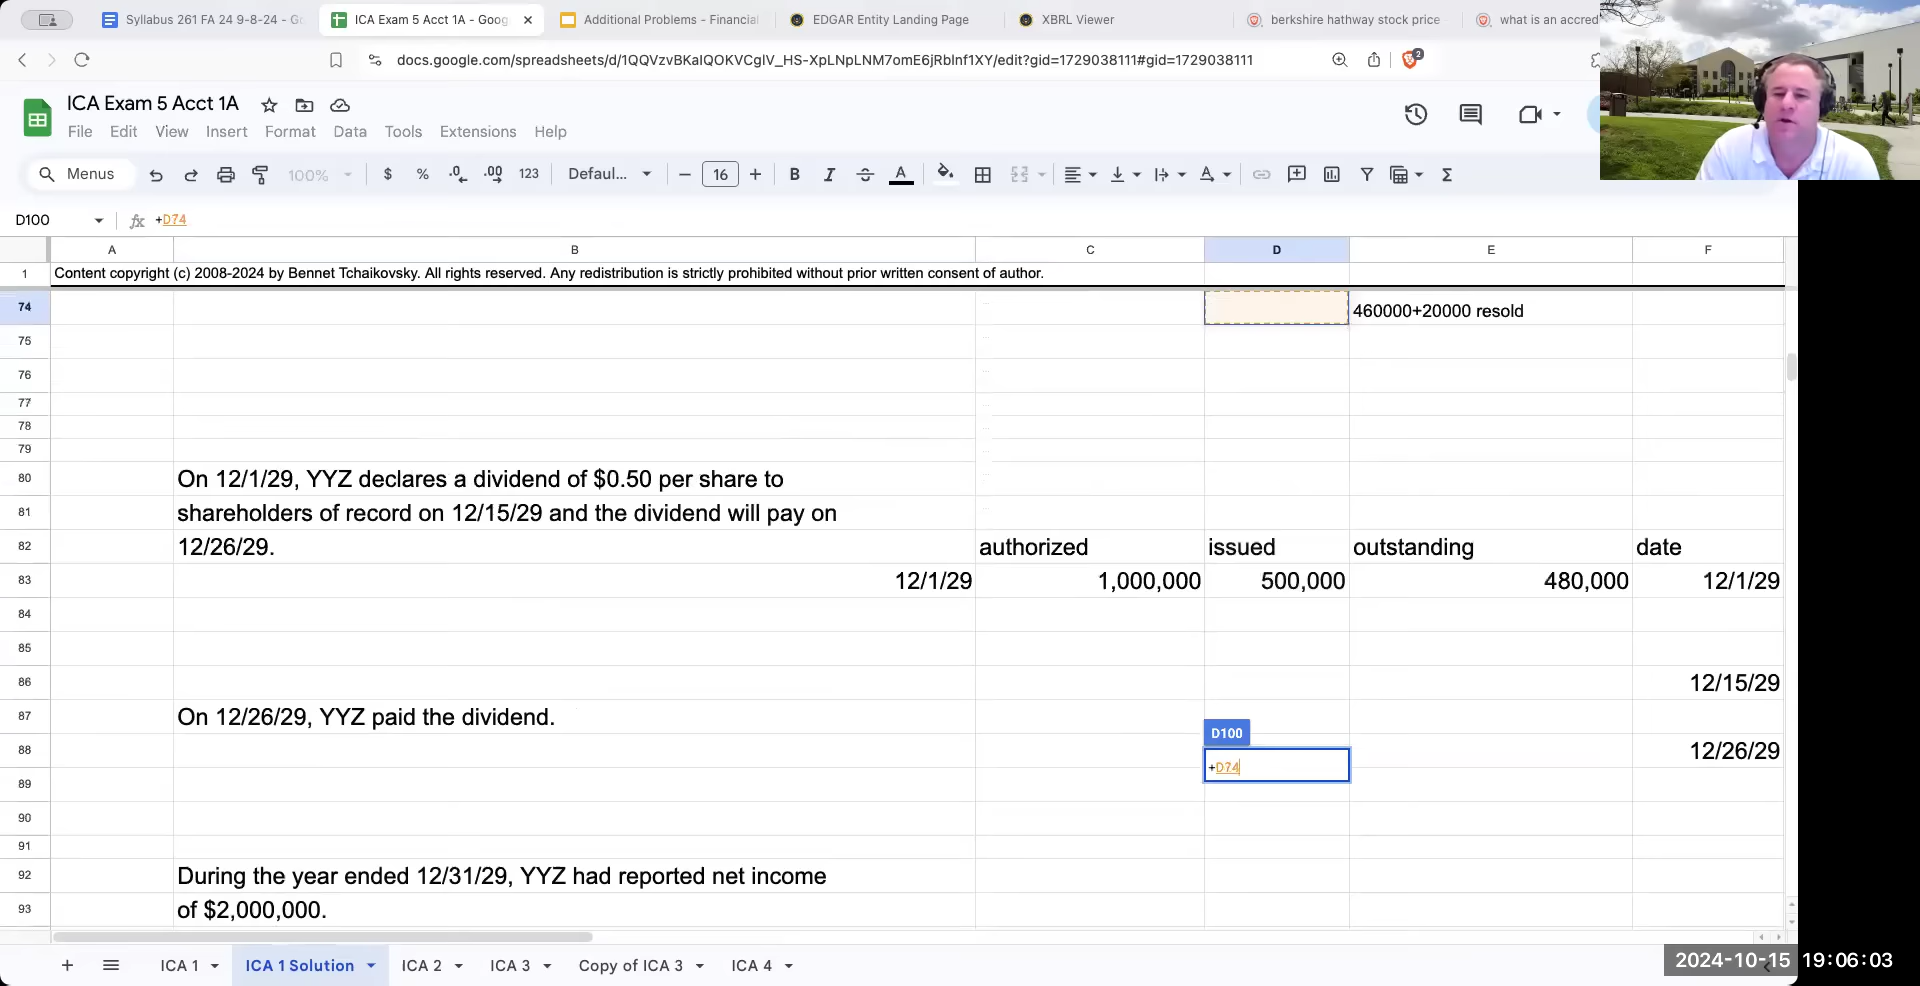 Syllabus 261 FA 24 9-8-24 - Go
ICA Exam 5 Acct 1A - Goog
Additional Problems - Financial
EDGAR Entity Landing Page
XBRL Viewer
berkshire hathway stock price
what is an accred
docs.google.com/spreadsheets/d/1QQVzvBKaIQOKVCgIV_HS-XpLNpLNM7omE6jRbInf1XY/edit?gid=1729038111#gid=1729038111
2
ICA Exam 5 Acct 1A
File Edit View Insert Format Data Tools Extensions Help
Menus 100% $ % .0 .00 123 Defaul... 16 B I A Σ
D100 fx +D74
A B C D E F
1 Content copyright (c) 2008-2024 by Bennet Tchaikovsky. All rights reserved. Any redistribution is strictly prohibited without prior written consent of author.
74 460000+20000 resold
75
76
77
78
79
80 On 12/1/29, YYZ declares a dividend of $0.50 per share to
81 shareholders of record on 12/15/29 and the dividend will pay on
82 12/26/29. authorized issued outstanding date
83 12/1/29 1,000,000 500,000 480,000 12/1/29
84
85
86 12/15/29
87 On 12/26/29, YYZ paid the dividend.
D100
88 12/26/29
+D74
89
90
91
92 During the year ended 12/31/29, YYZ had reported net income
93 of $2,000,000.
ICA 1 ICA 1 Solution ICA 2 ICA 3 Copy of ICA 3 ICA 4
2024-10-15 19:06:03